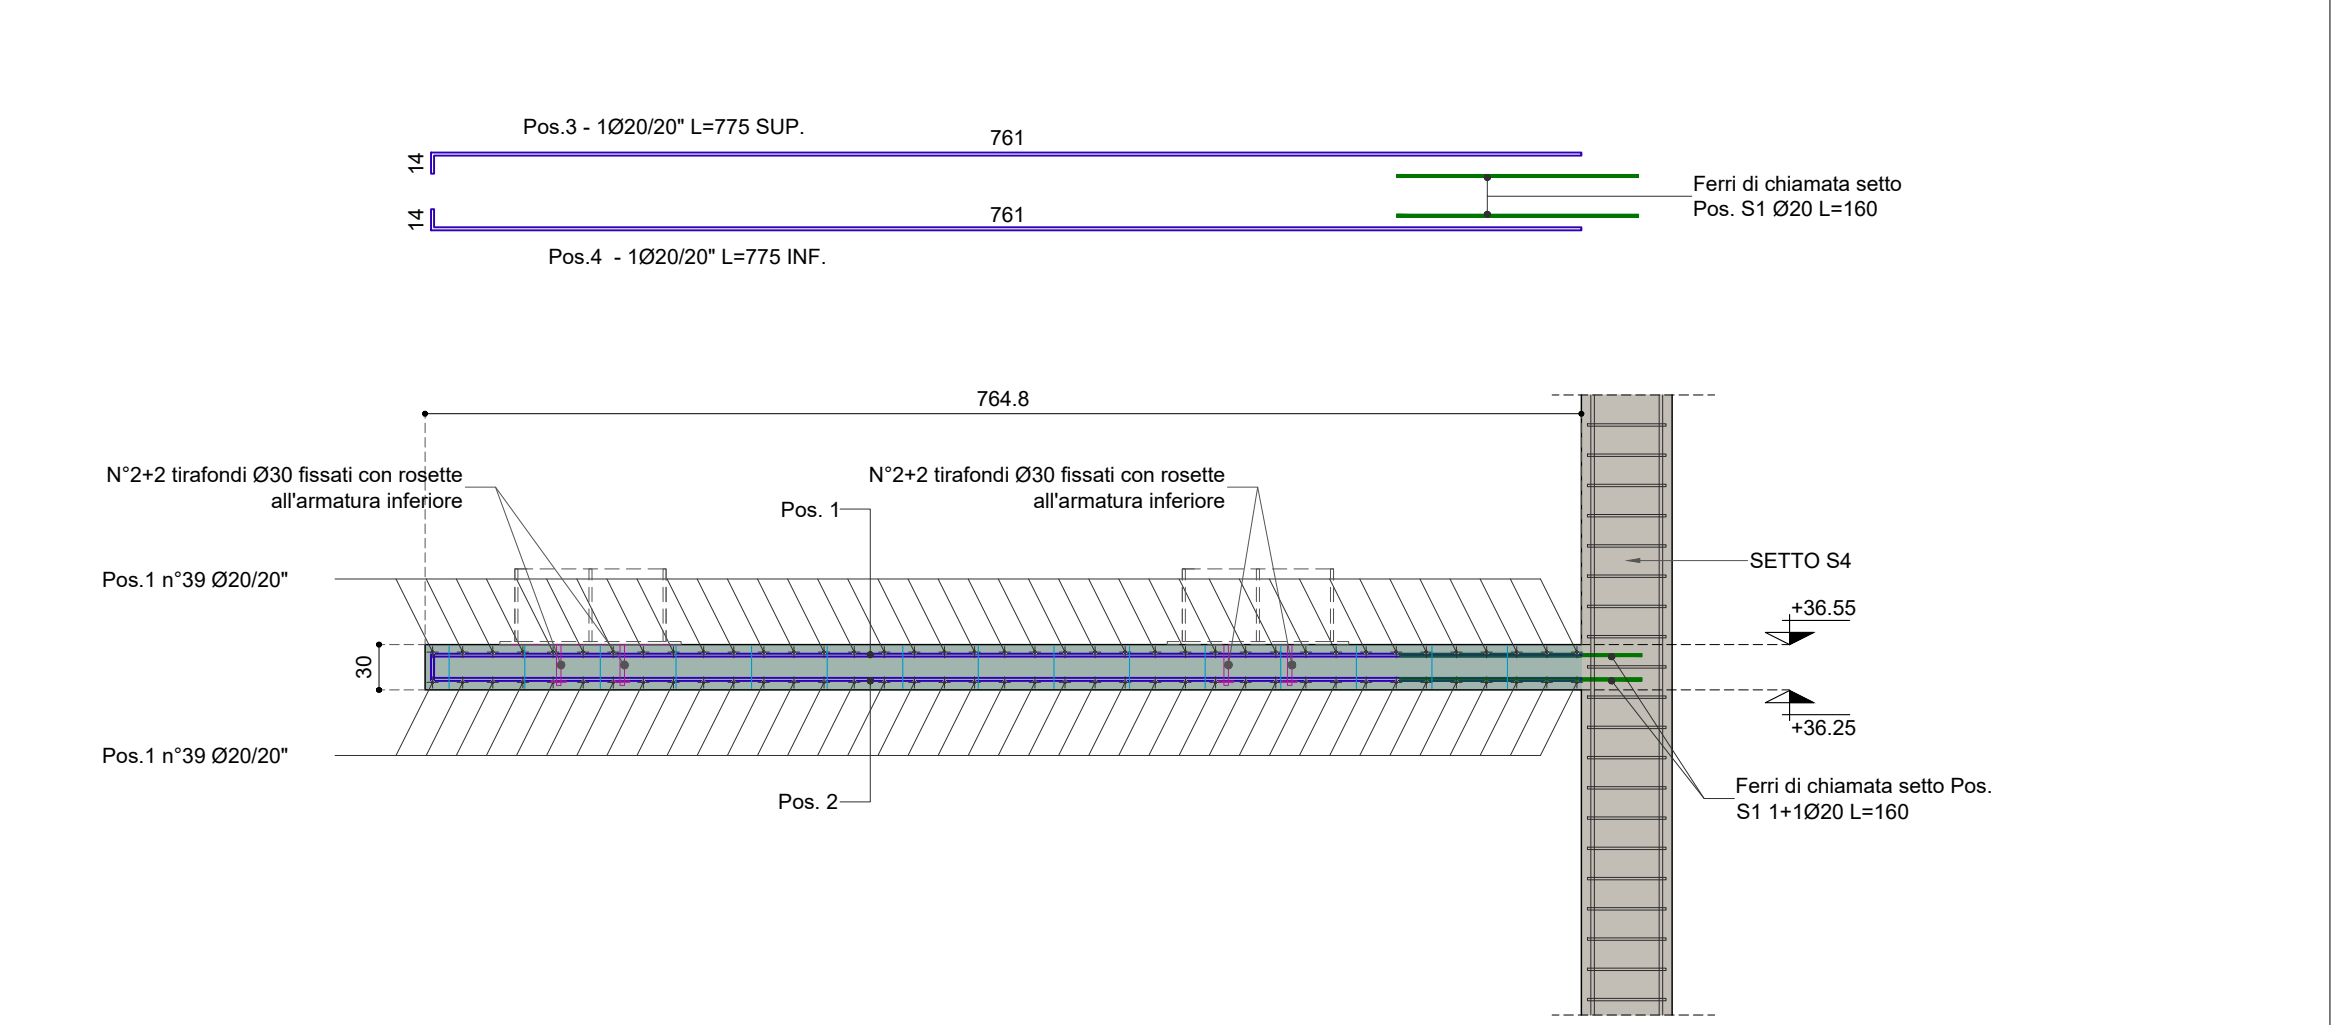 Pos.3 - 1Ø20/20" L=775 SUP.
761
14
Ferri di chiamata setto
Pos. S1 Ø20 L=160
14
761
Pos.4  - 1Ø20/20" L=775 INF.
764.8
N°2+2 tirafondi Ø30 fissati con rosette
all'armatura inferiore
N°2+2 tirafondi Ø30 fissati con rosette
all'armatura inferiore
Pos. 1
SETTO S4
Pos.1 n°39 Ø20/20"
+36.55
30
+36.25
Pos.1 n°39 Ø20/20"
Ferri di chiamata setto Pos.
S1 1+1Ø20 L=160
Pos. 2